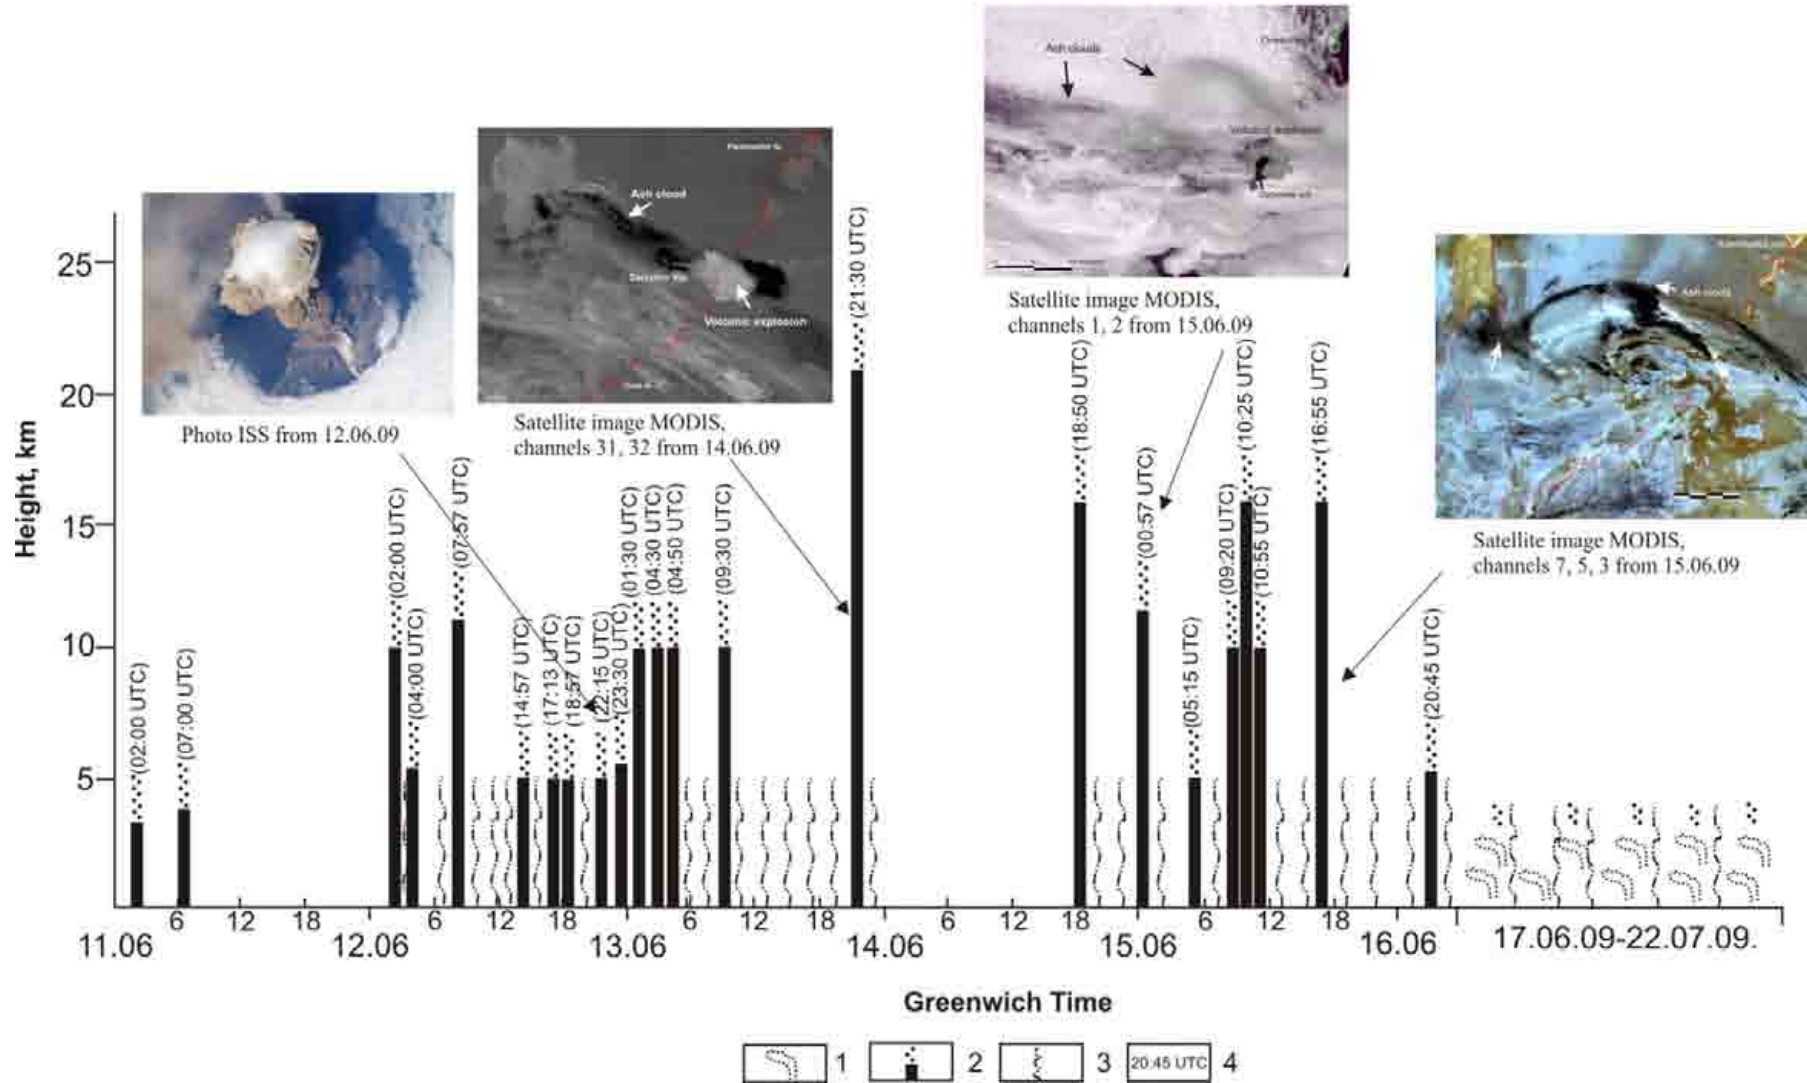 Ash clouds
Ash cloud
Volcanic explosion
Ash clouds
Photo ISS from 12.06.09
Satellite image MODIS,
channels 31, 32 from 14.06.09
Satellite image MODIS,
channels 1, 2 from 15.06.09
Satellite image MODIS,
channels 7, 5, 3 from 15.06.09
Height, km
25
20
15
10
5
(02:00 UTC)
(07:00 UTC)
(02:00 UTC)
(04:00 UTC)
(07:57 UTC)
(14:57 UTC)
(17:13 UTC)
(18:57 UTC)
(22:15 UTC)
(23:30 UTC)
(01:30 UTC)
(04:30 UTC)
(04:50 UTC)
(09:30 UTC)
(21:30 UTC)
(18:50 UTC)
(00:57 UTC)
(05:15 UTC)
(09:20 UTC)
(10:25 UTC)
(10:55 UTC)
(16:55 UTC)
(20:45 UTC)
6 12 18 6 12 18 6 12 18 6 12 18 6 12 18
11.06 12.06 13.06 14.06 15.06 16.06 17.06.09-22.07.09.
Greenwich Time
1 2 3 20:45 UTC 4